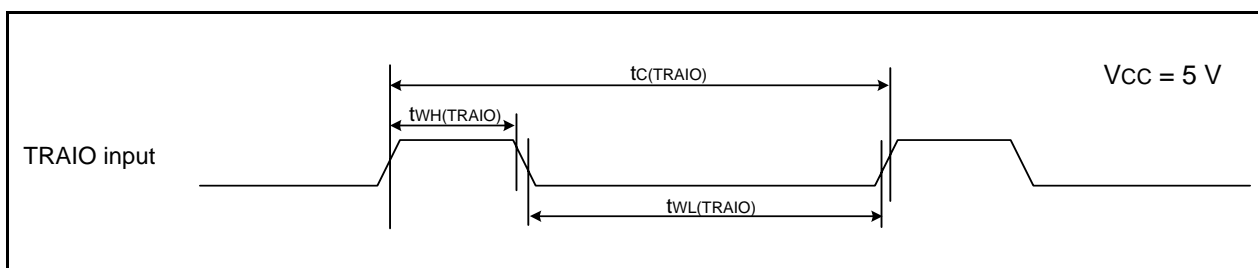 tC(TRAIO)
VCC = 5 V
tWH(TRAIO)
TRAIO input
tWL(TRAIO)